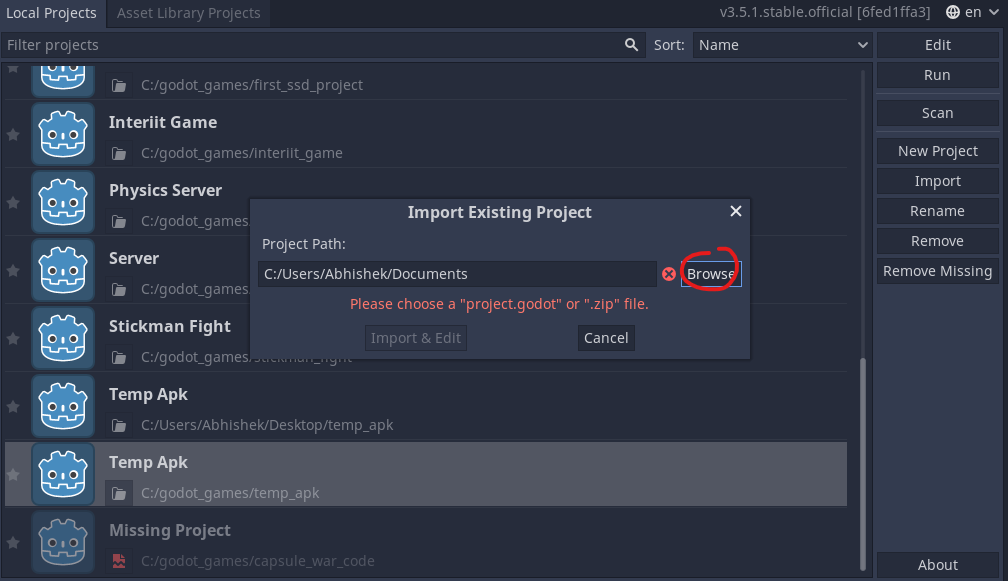 Local Projects Asset Library Projects v3.5.1.stable.official [6fed1ffa3] en
Filter projects Sort: Name Edit
Run
C:/godot_games/first_ssd_project
Scan
Interiit Game
C:/godot_games/interiit_game
New Project
Import
Rename
Remove
Remove Missing
Physics Server
C:/godot_games
Import Existing Project
Project Path:
C:/Users/Abhishek/Documents Browse
Please choose a "project.godot" or ".zip" file.
Import & Edit Cancel
Server
C:/godot_games
Stickman Fight
C:/godot_games/stickman_fight
Temp Apk
C:/Users/Abhishek/Desktop/temp_apk
Temp Apk
C:/godot_games/temp_apk
Missing Project
C:/godot_games/capsule_war_code
About